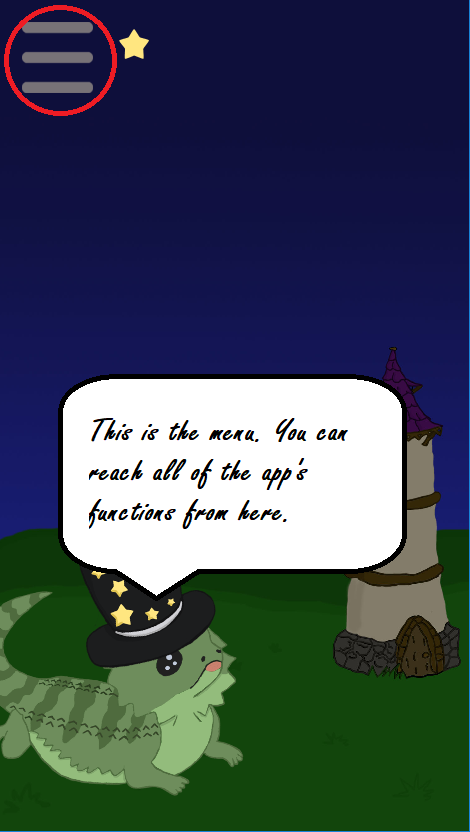 This is the menu. You can
reach all of the app's
functions from here.